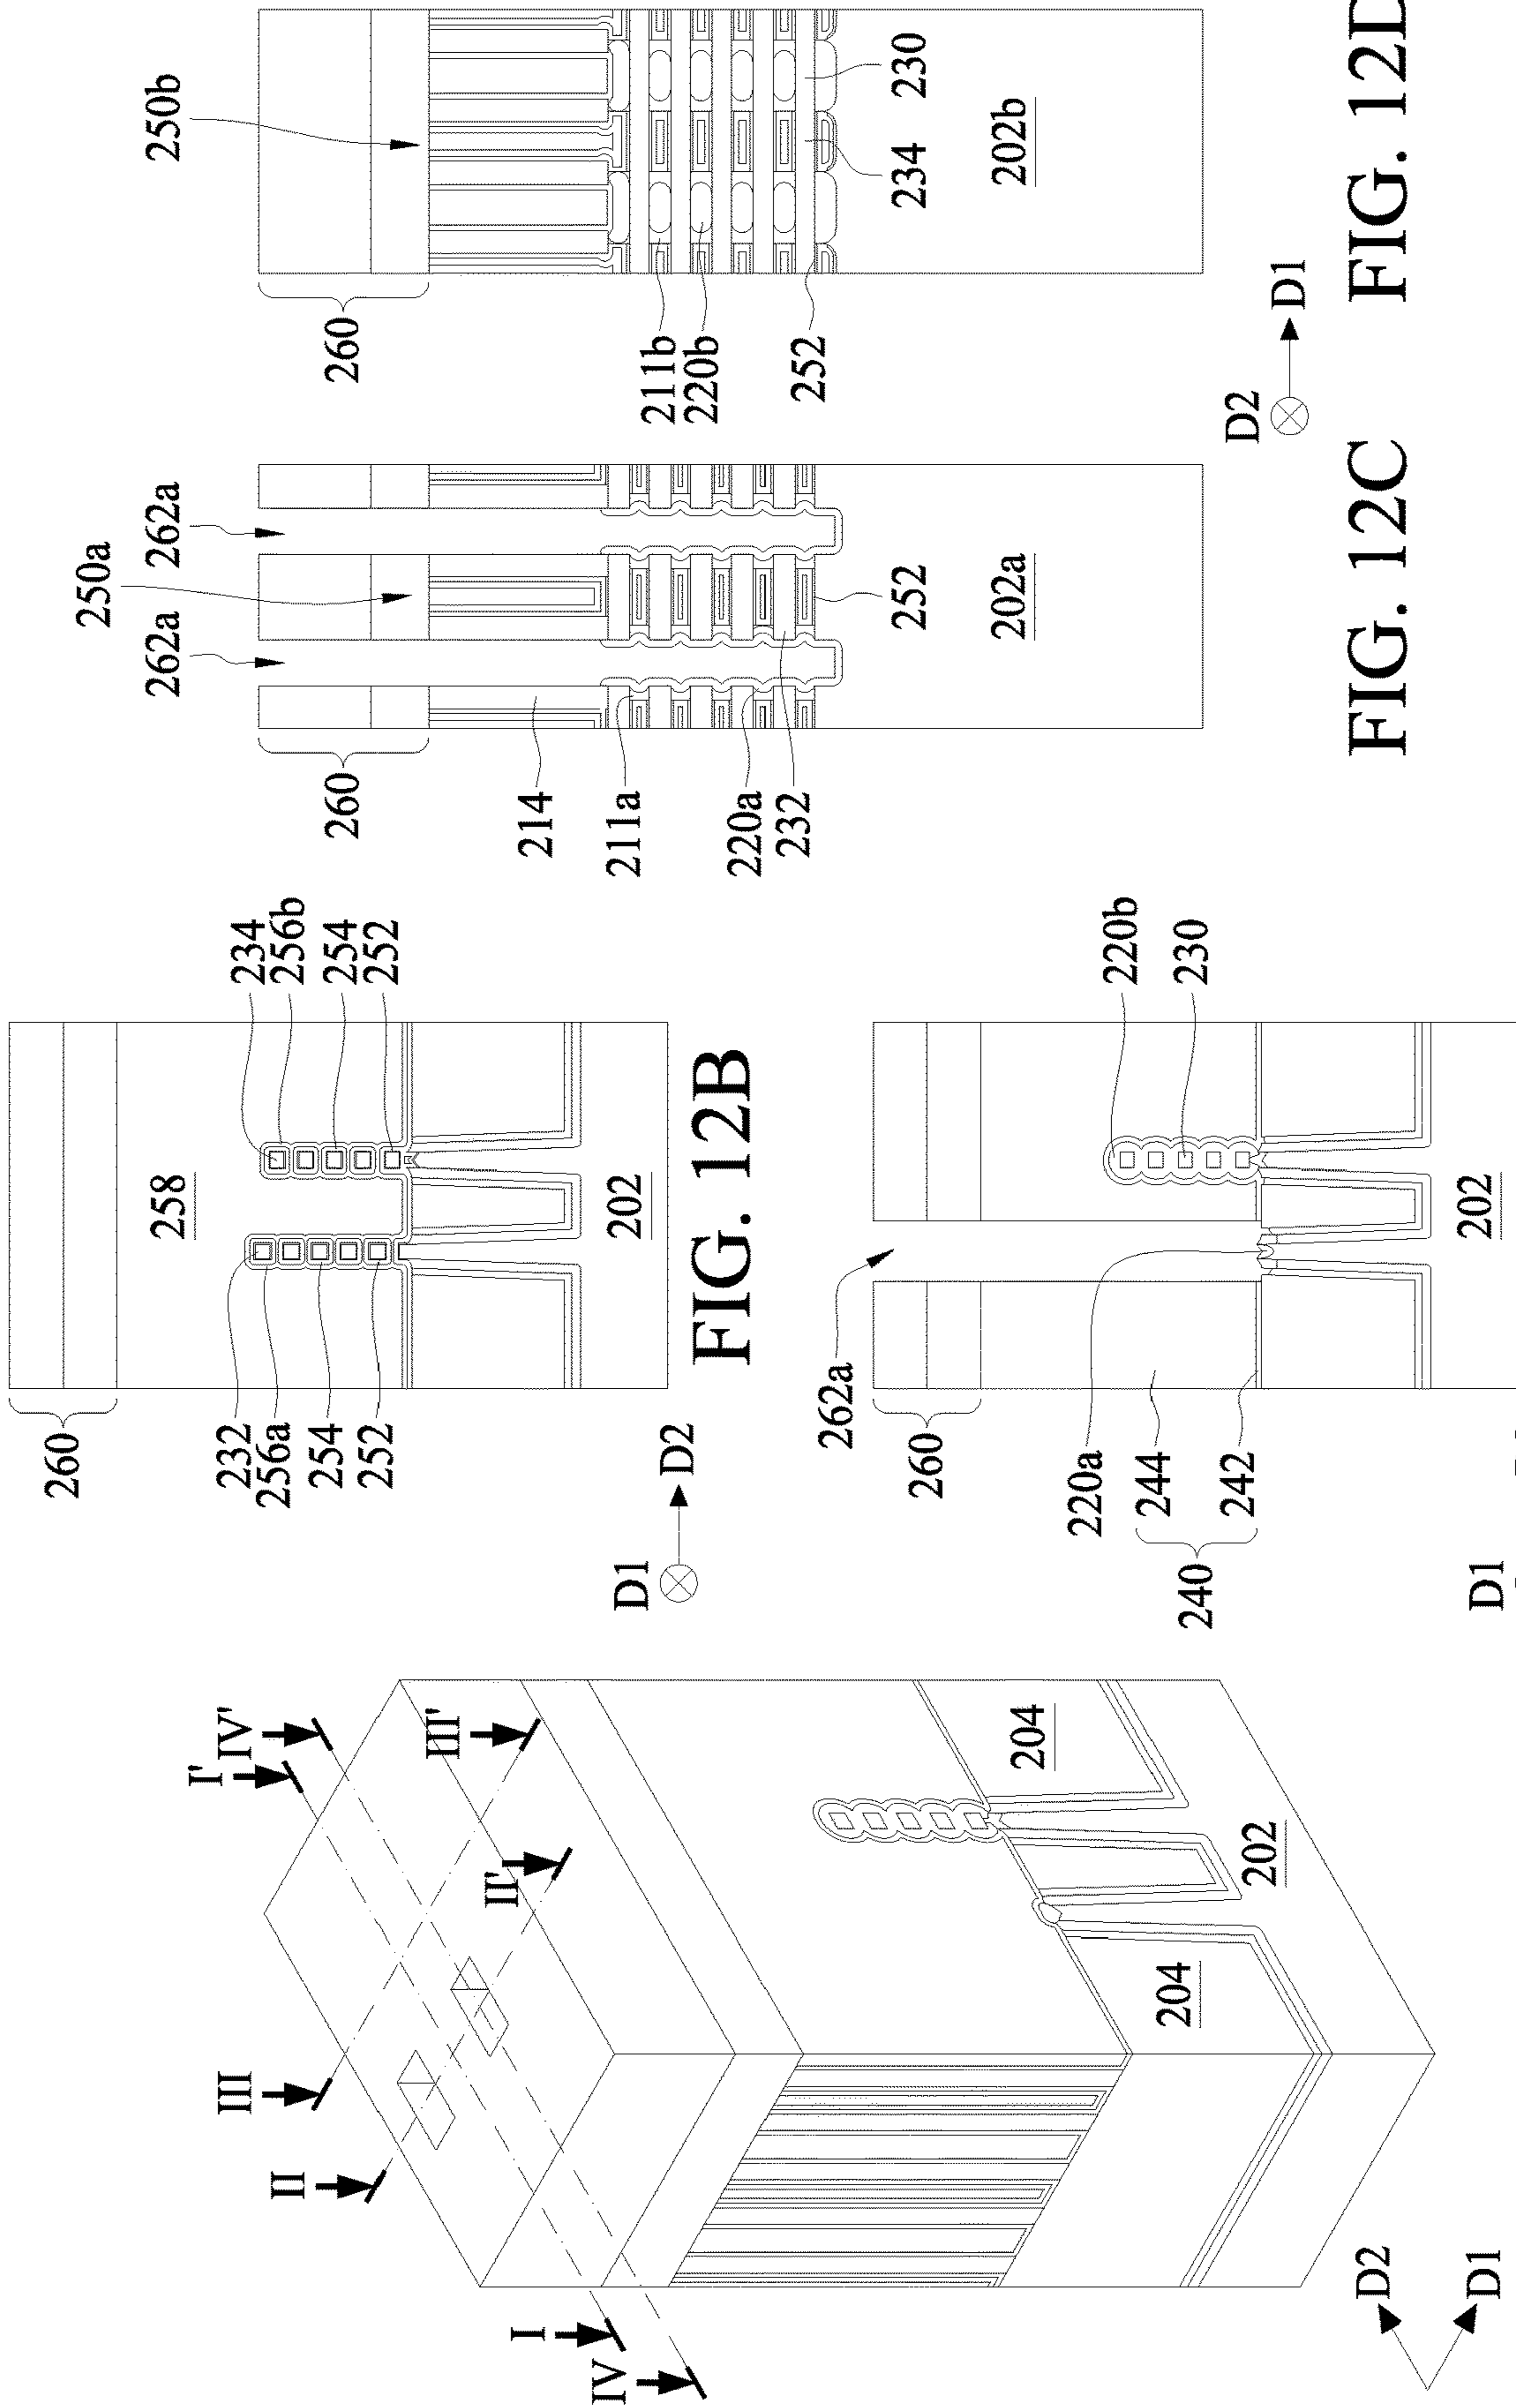 I'
IV'
III
III'
II
II'
I
IV
204
204
202
D2
D1
260
258
234
256b
254
252
232
256a
254
252
202
D1
D2
FIG. 12B
262a
260
220b
230
220a
244
242
240
202
D1
250a
262a
262a
260
214
211a
220a
232
252
202a
FIG. 12C
250b
260
211b
220b
252
234
230
202b
D2
D1
FIG. 12D